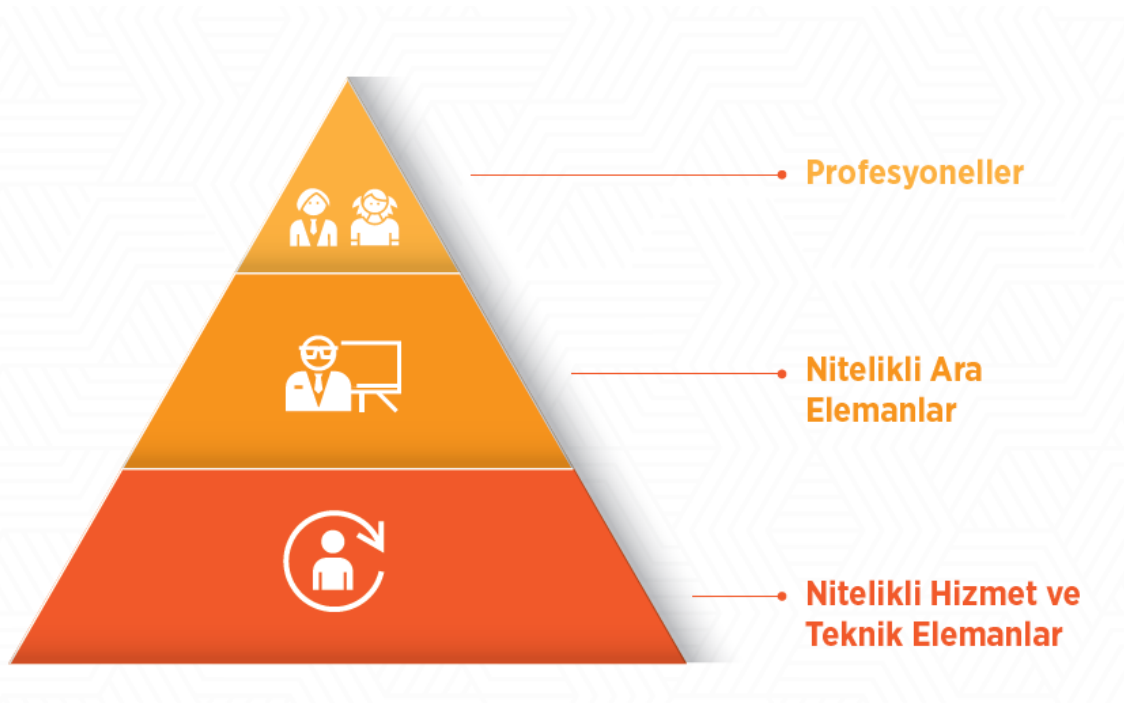 Profesyoneller
Nitelikli Ara
Elemanlar
Nitelikli Hizmet ve
Teknik Elemanlar